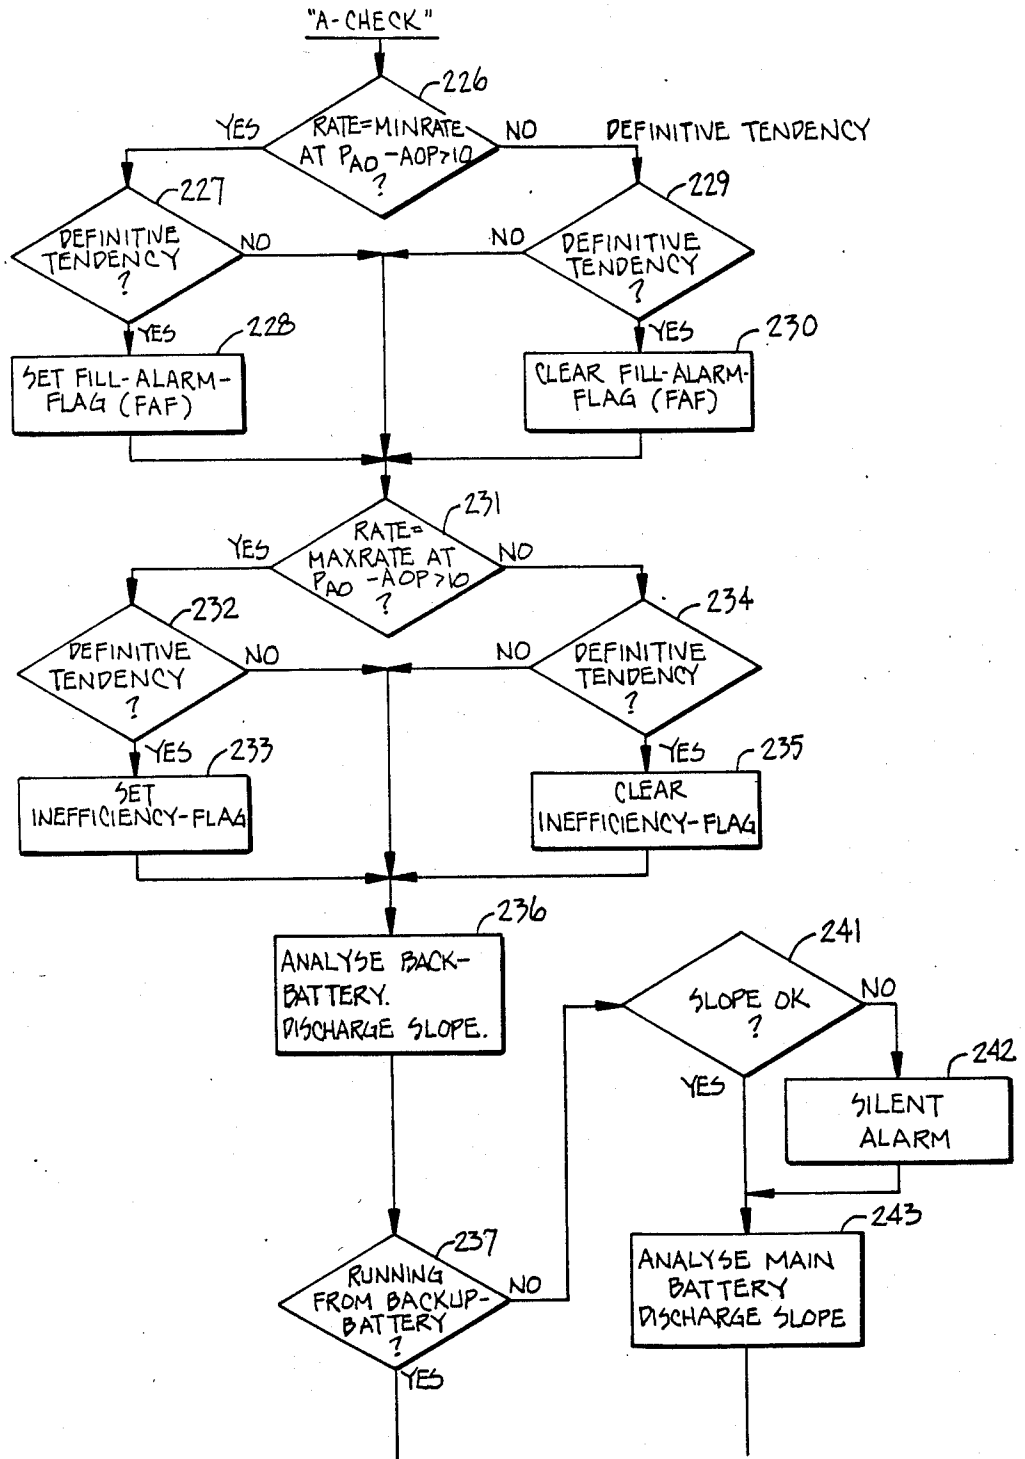 "A-CHECK"
226
RATE=MINRATE
AT PAO -AOP>10
?
YES
NO
DEFINITIVE TENDENCY
227
DEFINITIVE
TENDENCY
?
NO
YES
229
DEFINITIVE
TENDENCY
?
NO
YES
228
SET FILL-ALARM-
FLAG (FAF)
230
CLEAR FILL-ALARM-
FLAG (FAF)
231
RATE=
MAXRATE AT
PAO -AOP>10
?
YES
NO
232
DEFINITIVE
TENDENCY
?
NO
YES
234
DEFINITIVE
TENDENCY
?
NO
YES
233
SET
INEFFICIENCY-FLAG
235
CLEAR
INEFFICIENCY-FLAG
236
ANALYSE BACK-
BATTERY.
DISCHARGE SLOPE.
241
SLOPE OK
?
NO
YES
242
SILENT
ALARM
237
RUNNING
FROM BACKUP-
BATTERY
?
NO
YES
243
ANALYSE MAIN
BATTERY
DISCHARGE SLOPE